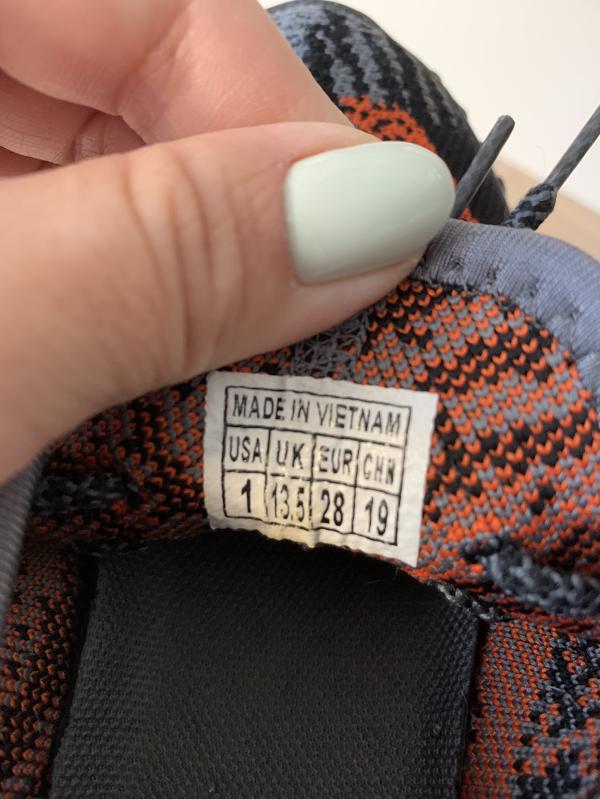 MADE IN VIETNAM
USA UK EUR CHN
1 13.5 28 19